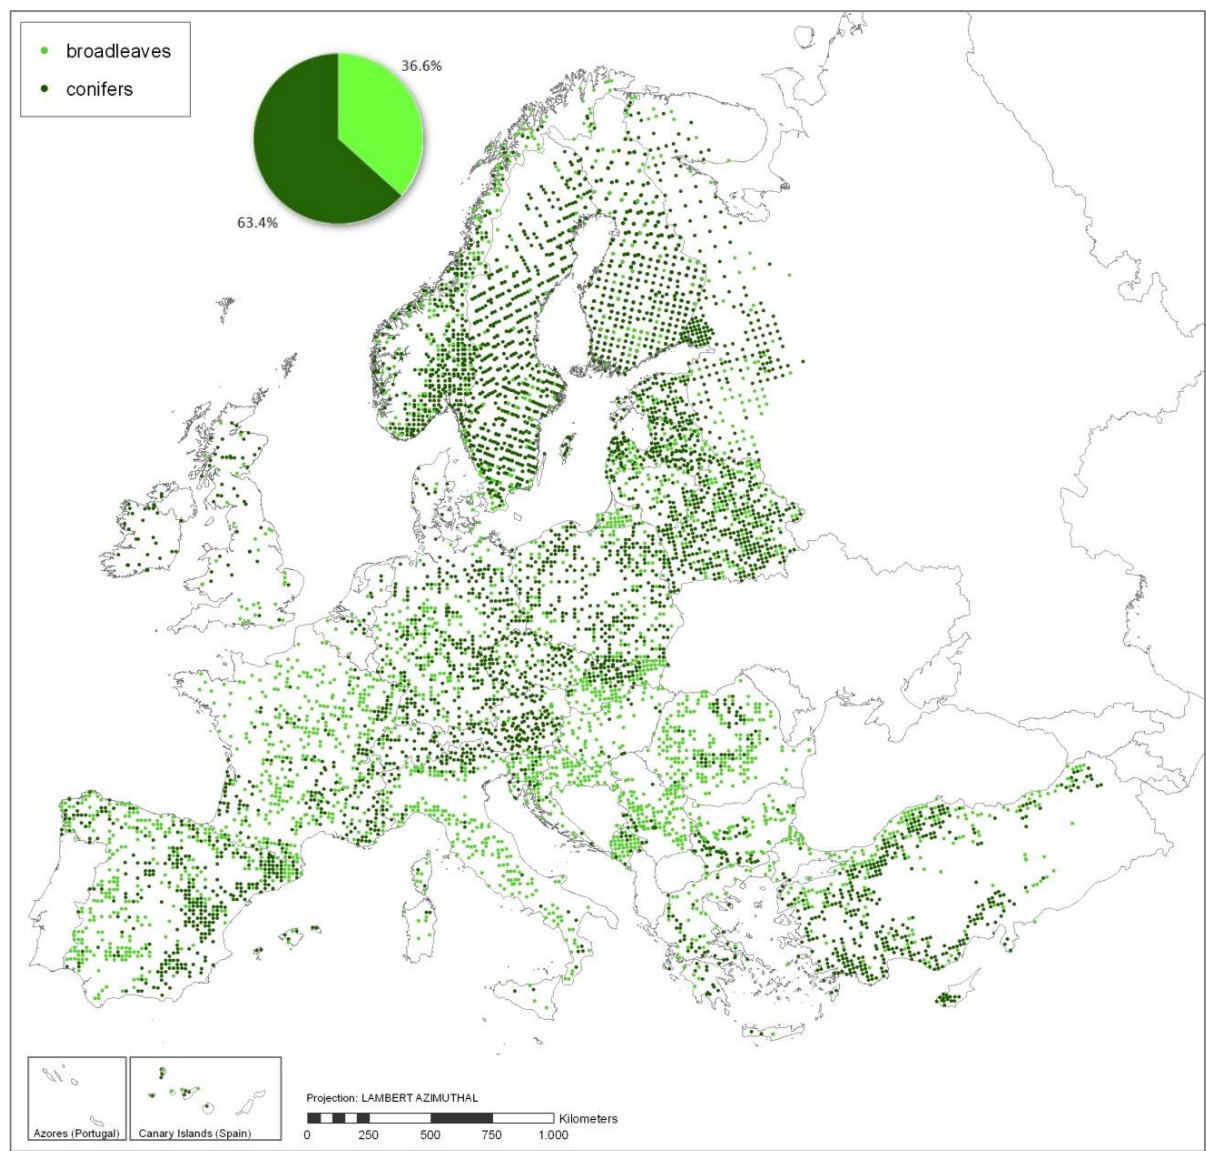 broadleaves
conifers
36.6%
63.4%
Azores (Portugal)
Canary Islands (Spain)
Projection: LAMBERT AZIMUTHAL
Kilometers
0 250 500 750 1.000